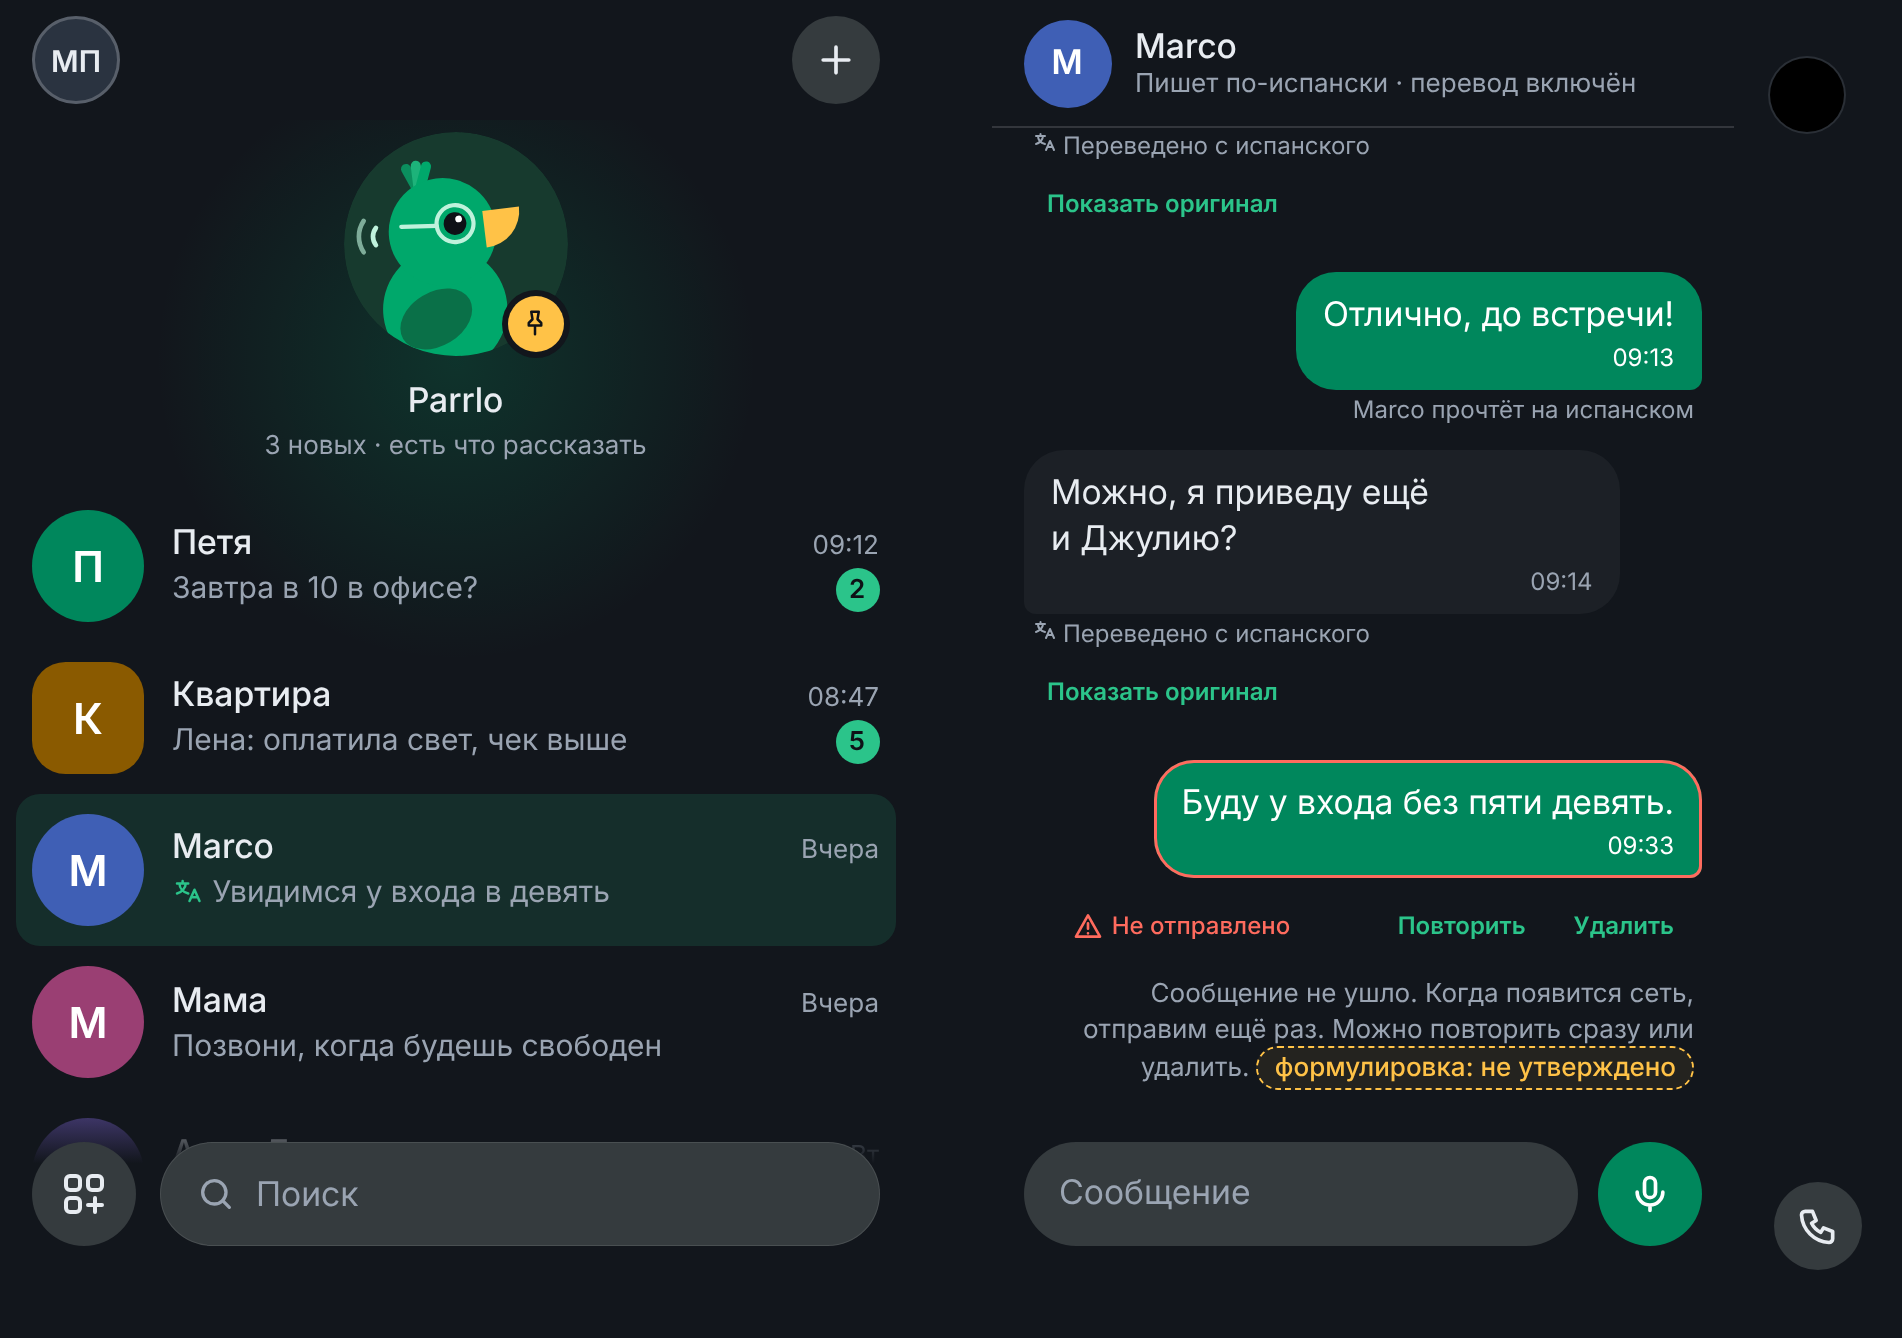 МП
Parrlo
3 новых · есть что рассказать
П
Петя
09:12
Завтра в 10 в офисе?
2
К
Квартира
08:47
Лена: оплатила свет, чек выше
5
M
Marco
Вчера
Увидимся у входа в девять
М
Мама
Вчера
Позвони, когда будешь свободен
Поиск
M
Marco
Пишет по-испански · перевод включён
Переведено с испанского
Показать оригинал
Отлично, до встречи!
09:13
Marco прочтёт на испанском
Можно, я приведу ещё
и Джулию?
09:14
Переведено с испанского
Показать оригинал
Буду у входа без пяти девять.
09:33
Не отправлено
Повторить
Удалить
Сообщение не ушло. Когда появится сеть,
отправим ещё раз. Можно повторить сразу или
удалить. формулировка: не утверждено
Сообщение